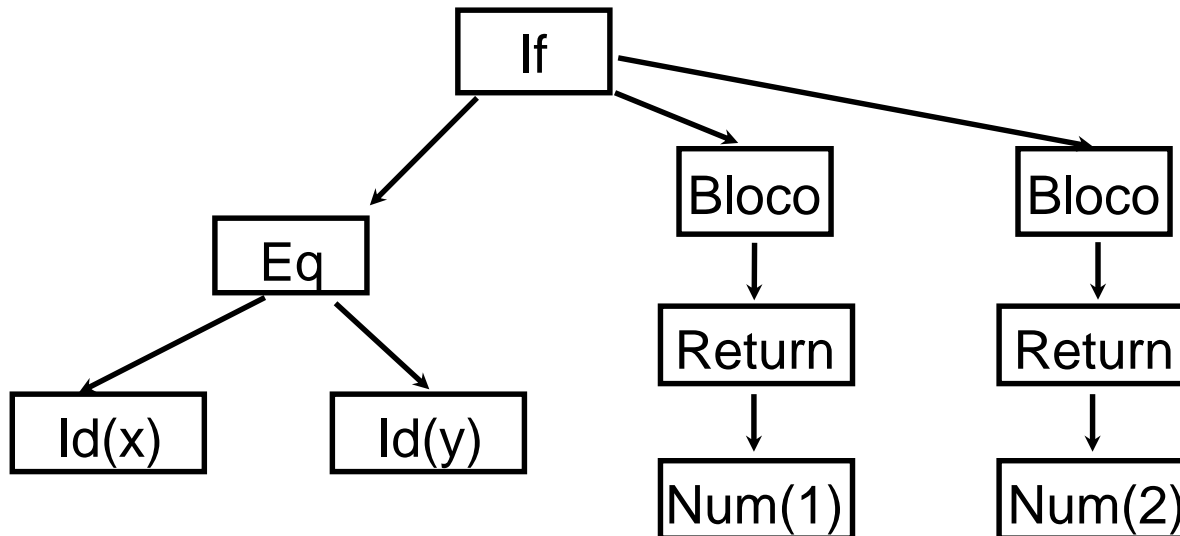 If
Bloco
Bloco
Eq
Return
Return
Id(x)
Id(y)
Num(1)
Num(2)